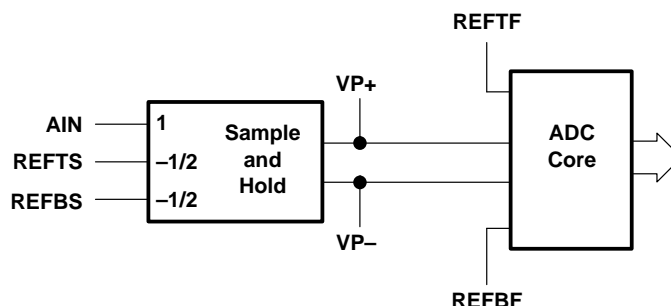 REFTF
VP+
AIN
REFTS
REFBS
1
–1/2
–1/2
Sample
and
Hold
ADC
Core
VP–
REFBF